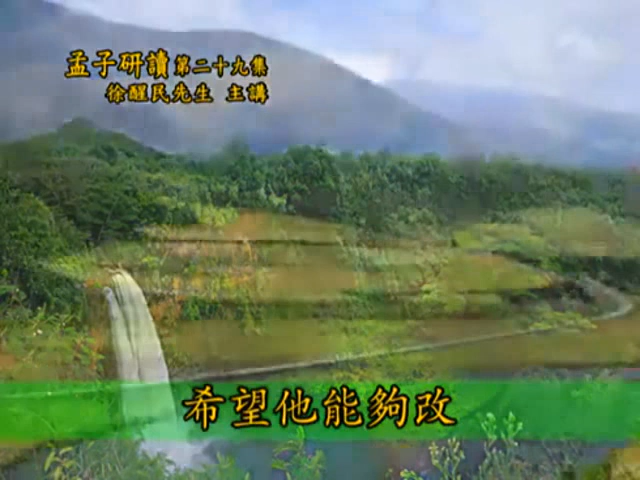 孟子研讀 第二十九集
徐醒民先生 主講
希望他能夠改